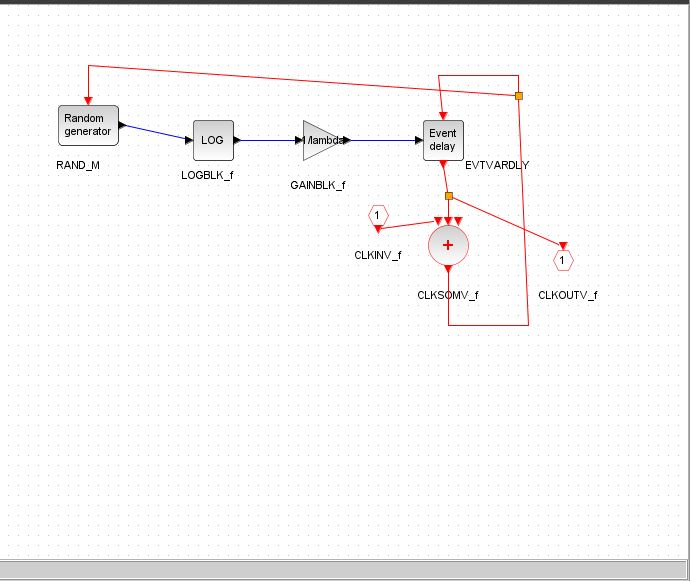 Random
generator
RAND_M
LOG
LOGBLK_f
1/lambda
GAINBLK_f
Event
delay
EVTVARDLY
1
CLKINV_f
+
CLKSOMV_f
1
CLKOUTV_f